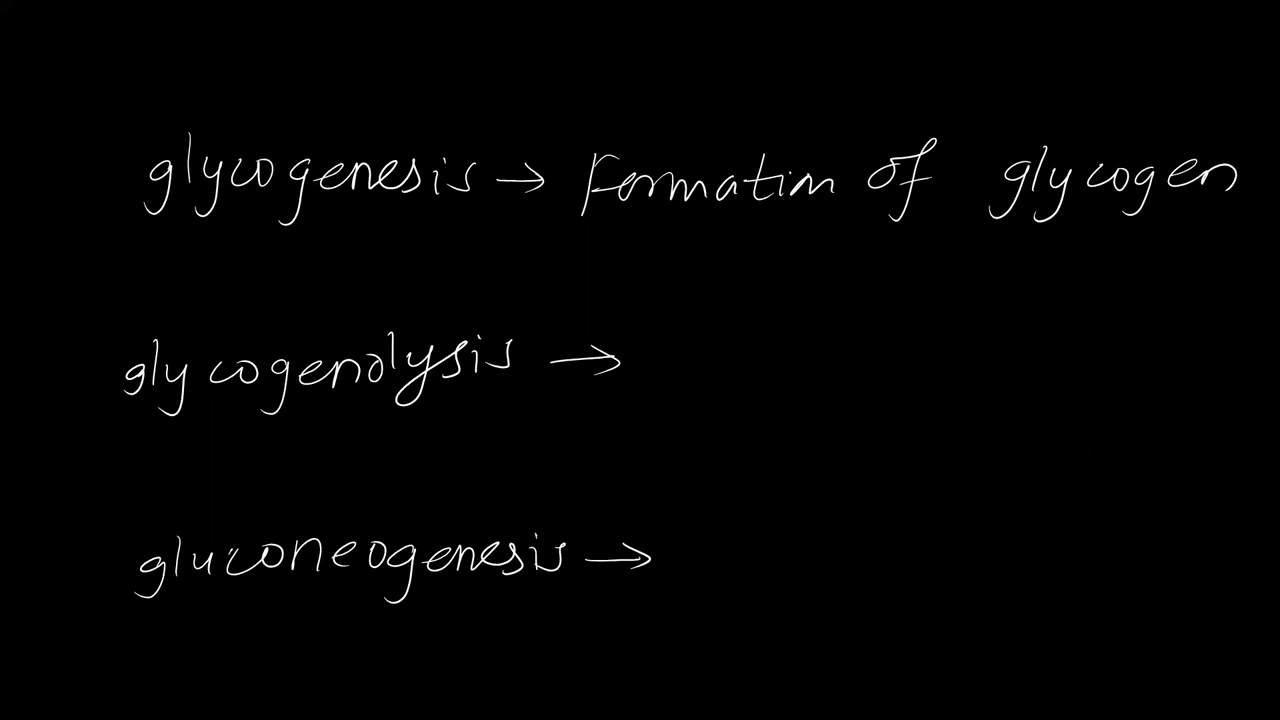 glycogenesis → Formation of glycogen
glycogenolysis →
gluconeogenesis →